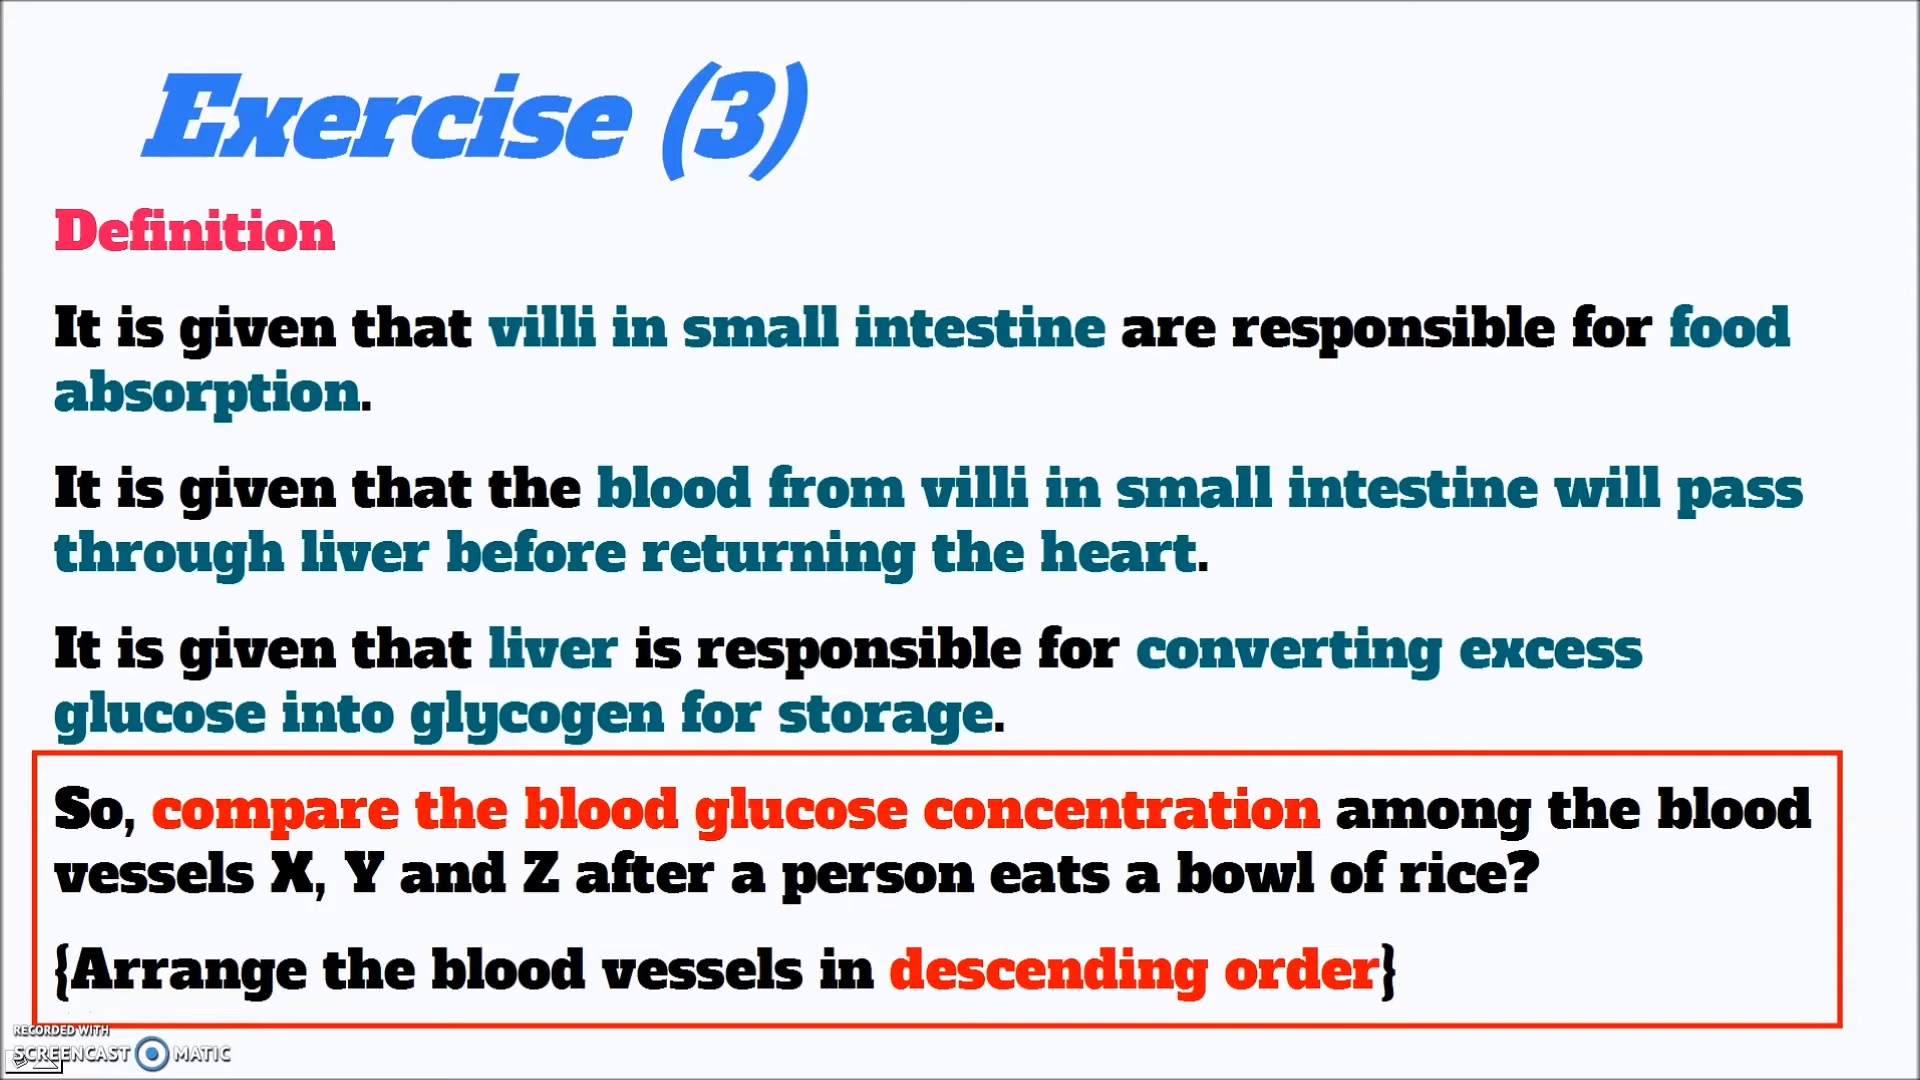 Exercise (3)
Definition
It is given that villi in small intestine are responsible for food
absorption.
It is given that the blood from villi in small intestine will pass
through liver before returning the heart.
It is given that liver is responsible for converting excess
glucose into glycogen for storage.
So, compare the blood glucose concentration among the blood
vessels X, Y and Z after a person eats a bowl of rice?
{Arrange the blood vessels in descending order}
RECORDED WITH
SCREENCAST MATIC